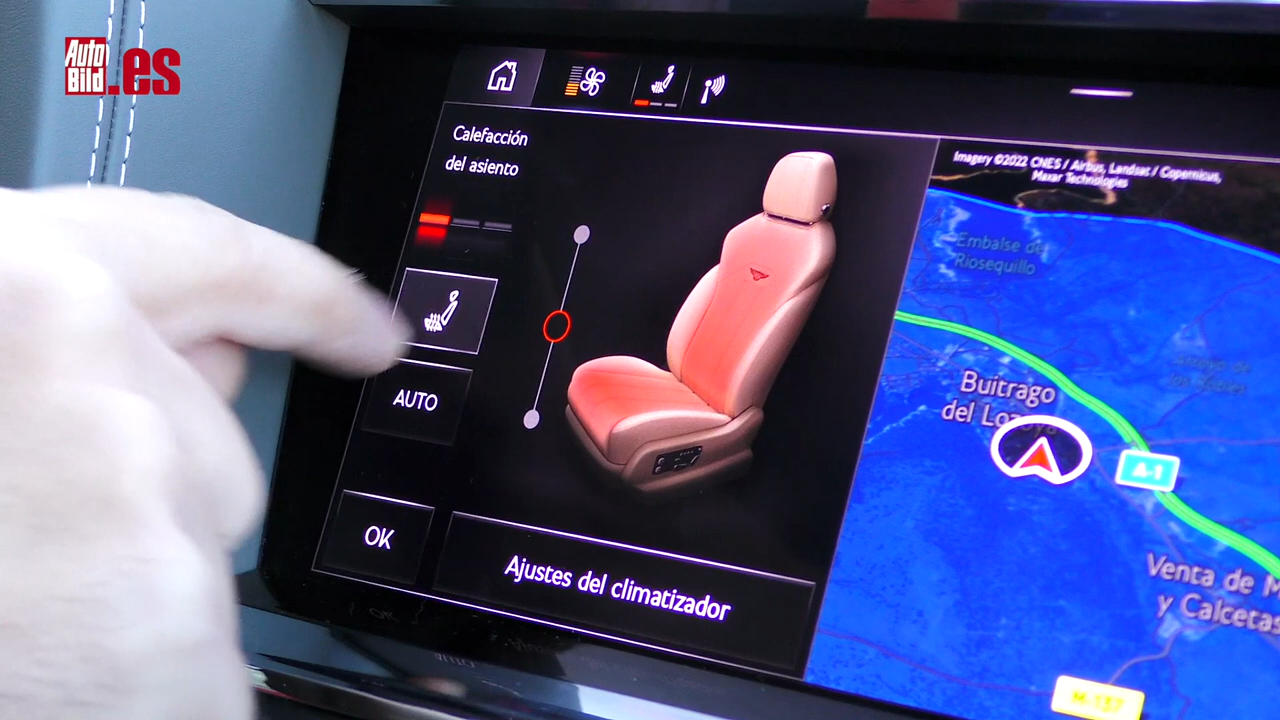 Auto
Bild
.es
Calefacción
del asiento
AUTO
OK
Ajustes del climatizador
Imagery ©2022 CNES / Airbus, Landsat / Copernicus,
Maxar Technologies
Embalse de
Riosequillo
Buitrago
del Lozoya
A-1
Venta de M
y Calcetas
M-137